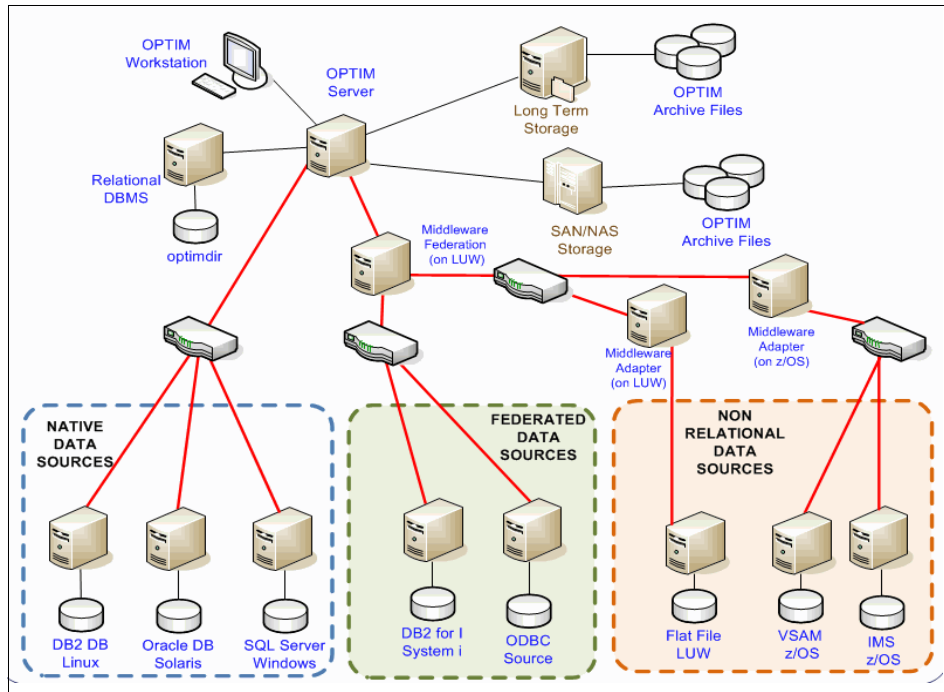 OPTIM
Workstation
OPTIM
Server
Long Term
Storage
OPTIM
Archive Files
Relational
DBMS
optimdir
SAN/NAS
Storage
OPTIM
Archive Files
Middleware
Federation
(on LUW)
Middleware
Adapter
(on LUW)
Middleware
Adapter
(on z/OS)
NATIVE
DATA
SOURCES
FEDERATED
DATA
SOURCES
NON
RELATIONAL
DATA
SOURCES
DB2 DB
Linux
Oracle DB
Solaris
SQL Server
Windows
DB2 for I
System i
ODBC
Source
Flat File
LUW
VSAM
z/OS
IMS
z/OS